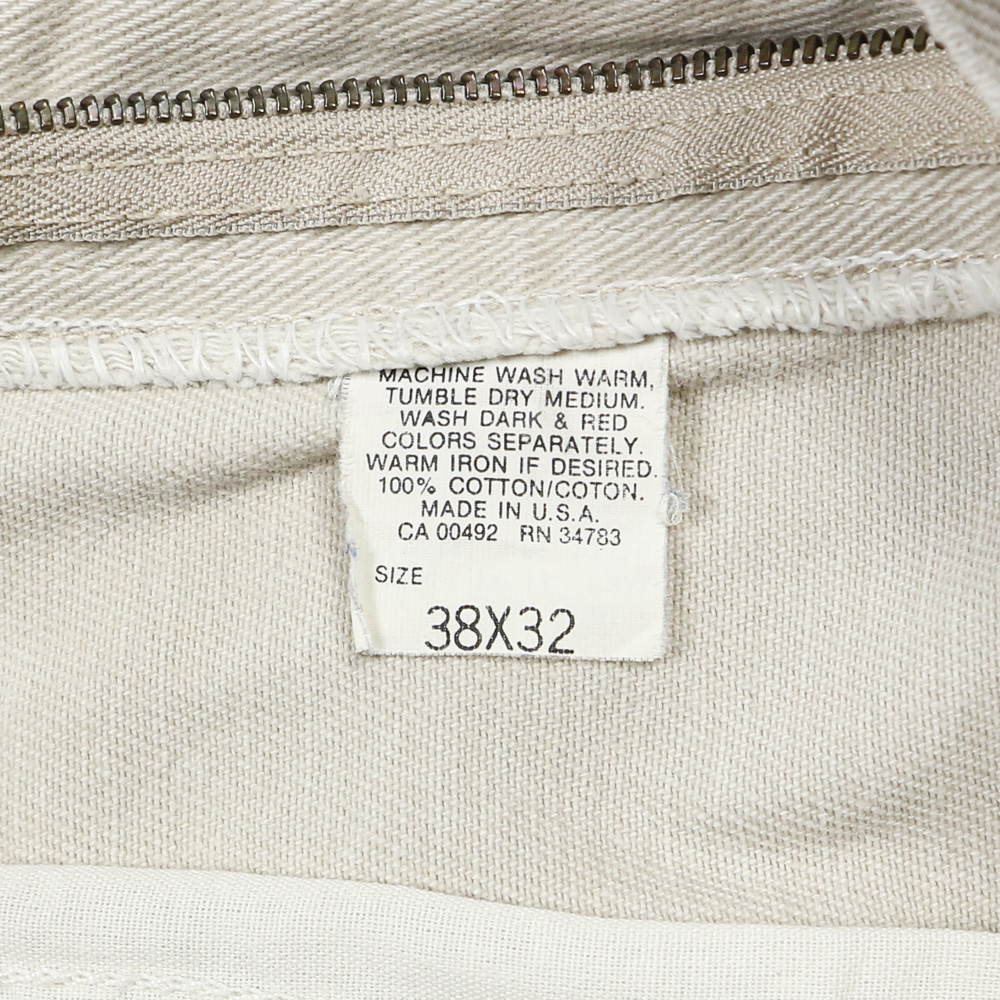 MACHINE WASH WARM,
TUMBLE DRY MEDIUM.
WASH DARK & RED
COLORS SEPARATELY.
WARM IRON IF DESIRED.
100% COTTON/COTON.
MADE IN U.S.A.
CA 00492 RN 34783
SIZE
38X32